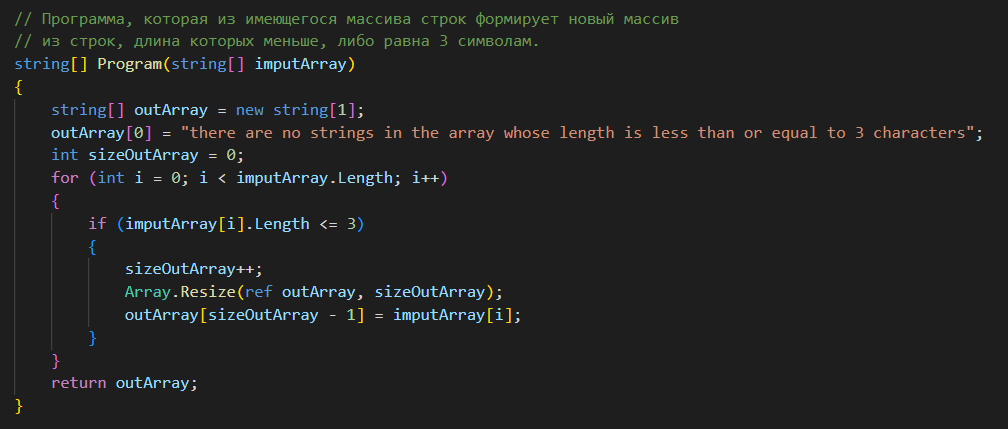 // Программа, которая из имеющегося массива строк формирует новый массив
// из строк, длина которых меньше, либо равна 3 символам.
string[] Program(string[] imputArray)
{
    string[] outArray = new string[1];
    outArray[0] = "there are no strings in the array whose length is less than or equal to 3 characters";
    int sizeOutArray = 0;
    for (int i = 0; i < imputArray.Length; i++)
    {
        if (imputArray[i].Length <= 3)
        {
            sizeOutArray++;
            Array.Resize(ref outArray, sizeOutArray);
            outArray[sizeOutArray - 1] = imputArray[i];
        }
    }
    return outArray;
}